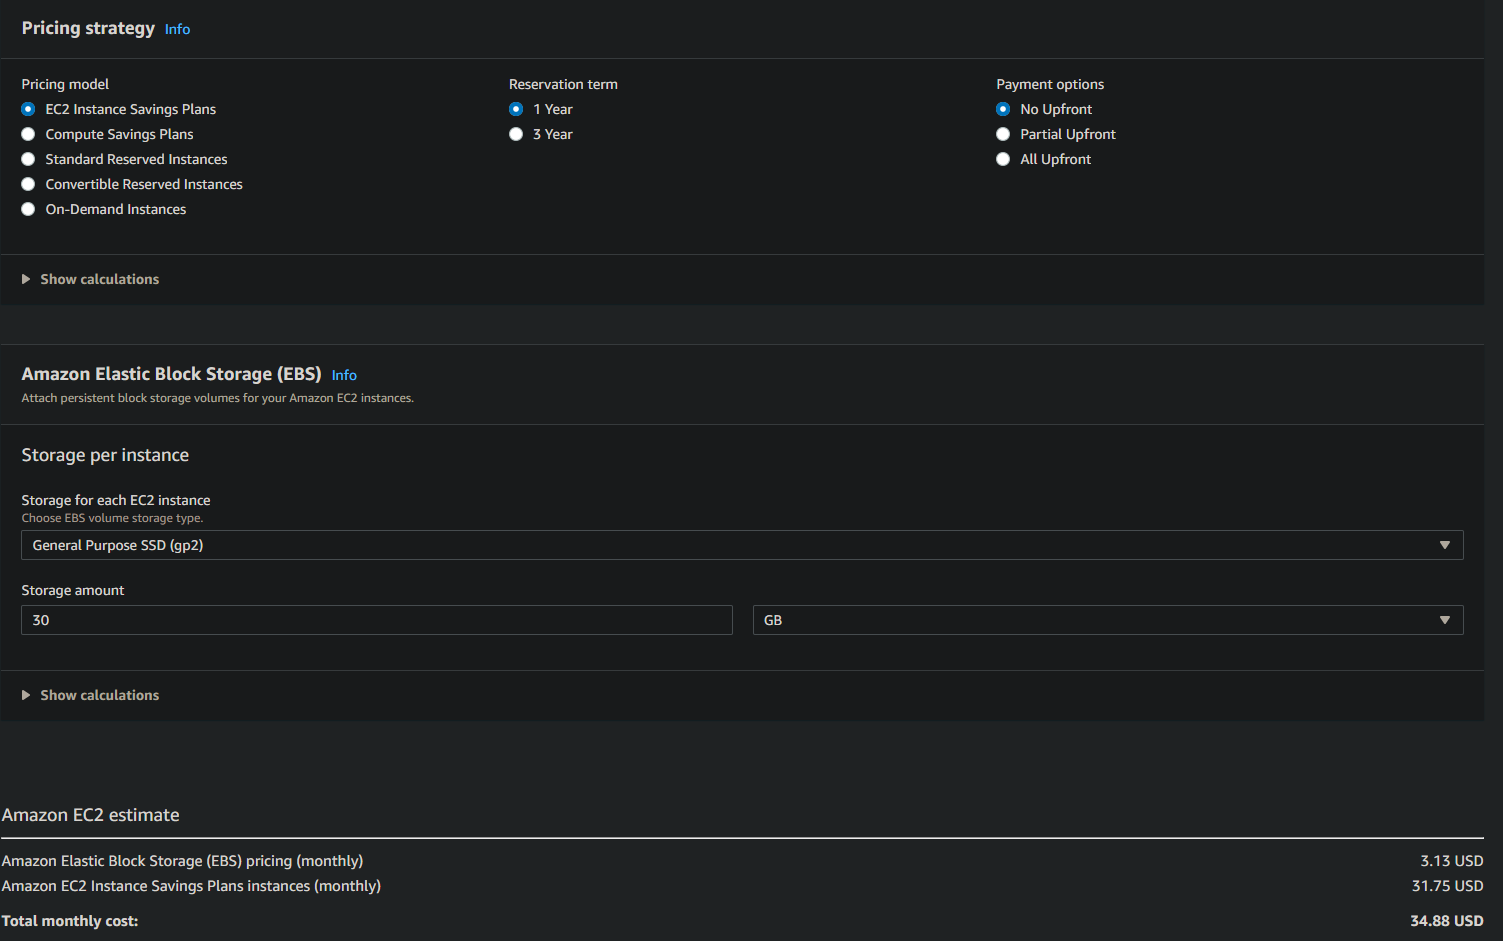 Pricing strategy Info
Pricing model
EC2 Instance Savings Plans
Compute Savings Plans
Standard Reserved Instances
Convertible Reserved Instances
On-Demand Instances
Reservation term
1 Year
3 Year
Payment options
No Upfront
Partial Upfront
All Upfront
Show calculations
Amazon Elastic Block Storage (EBS) Info
Attach persistent block storage volumes for your Amazon EC2 instances.
Storage per instance
Storage for each EC2 instance
Choose EBS volume storage type.
General Purpose SSD (gp2)
Storage amount
30 GB
Show calculations
Amazon EC2 estimate
Amazon Elastic Block Storage (EBS) pricing (monthly) 3.13 USD
Amazon EC2 Instance Savings Plans instances (monthly) 31.75 USD
Total monthly cost: 34.88 USD